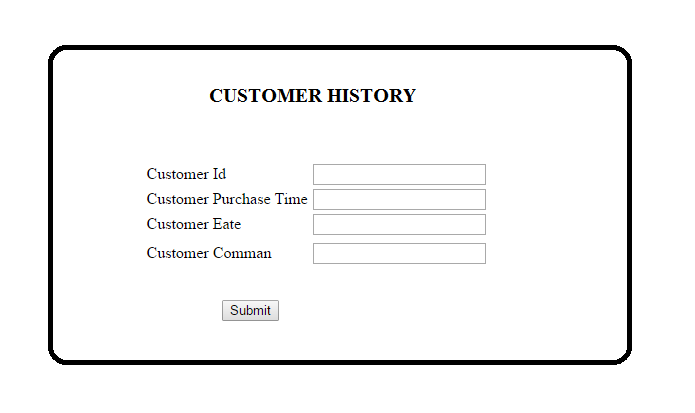 CUSTOMER HISTORY
Customer Id
Customer Purchase Time
Customer Eate
Customer Comman
Submit